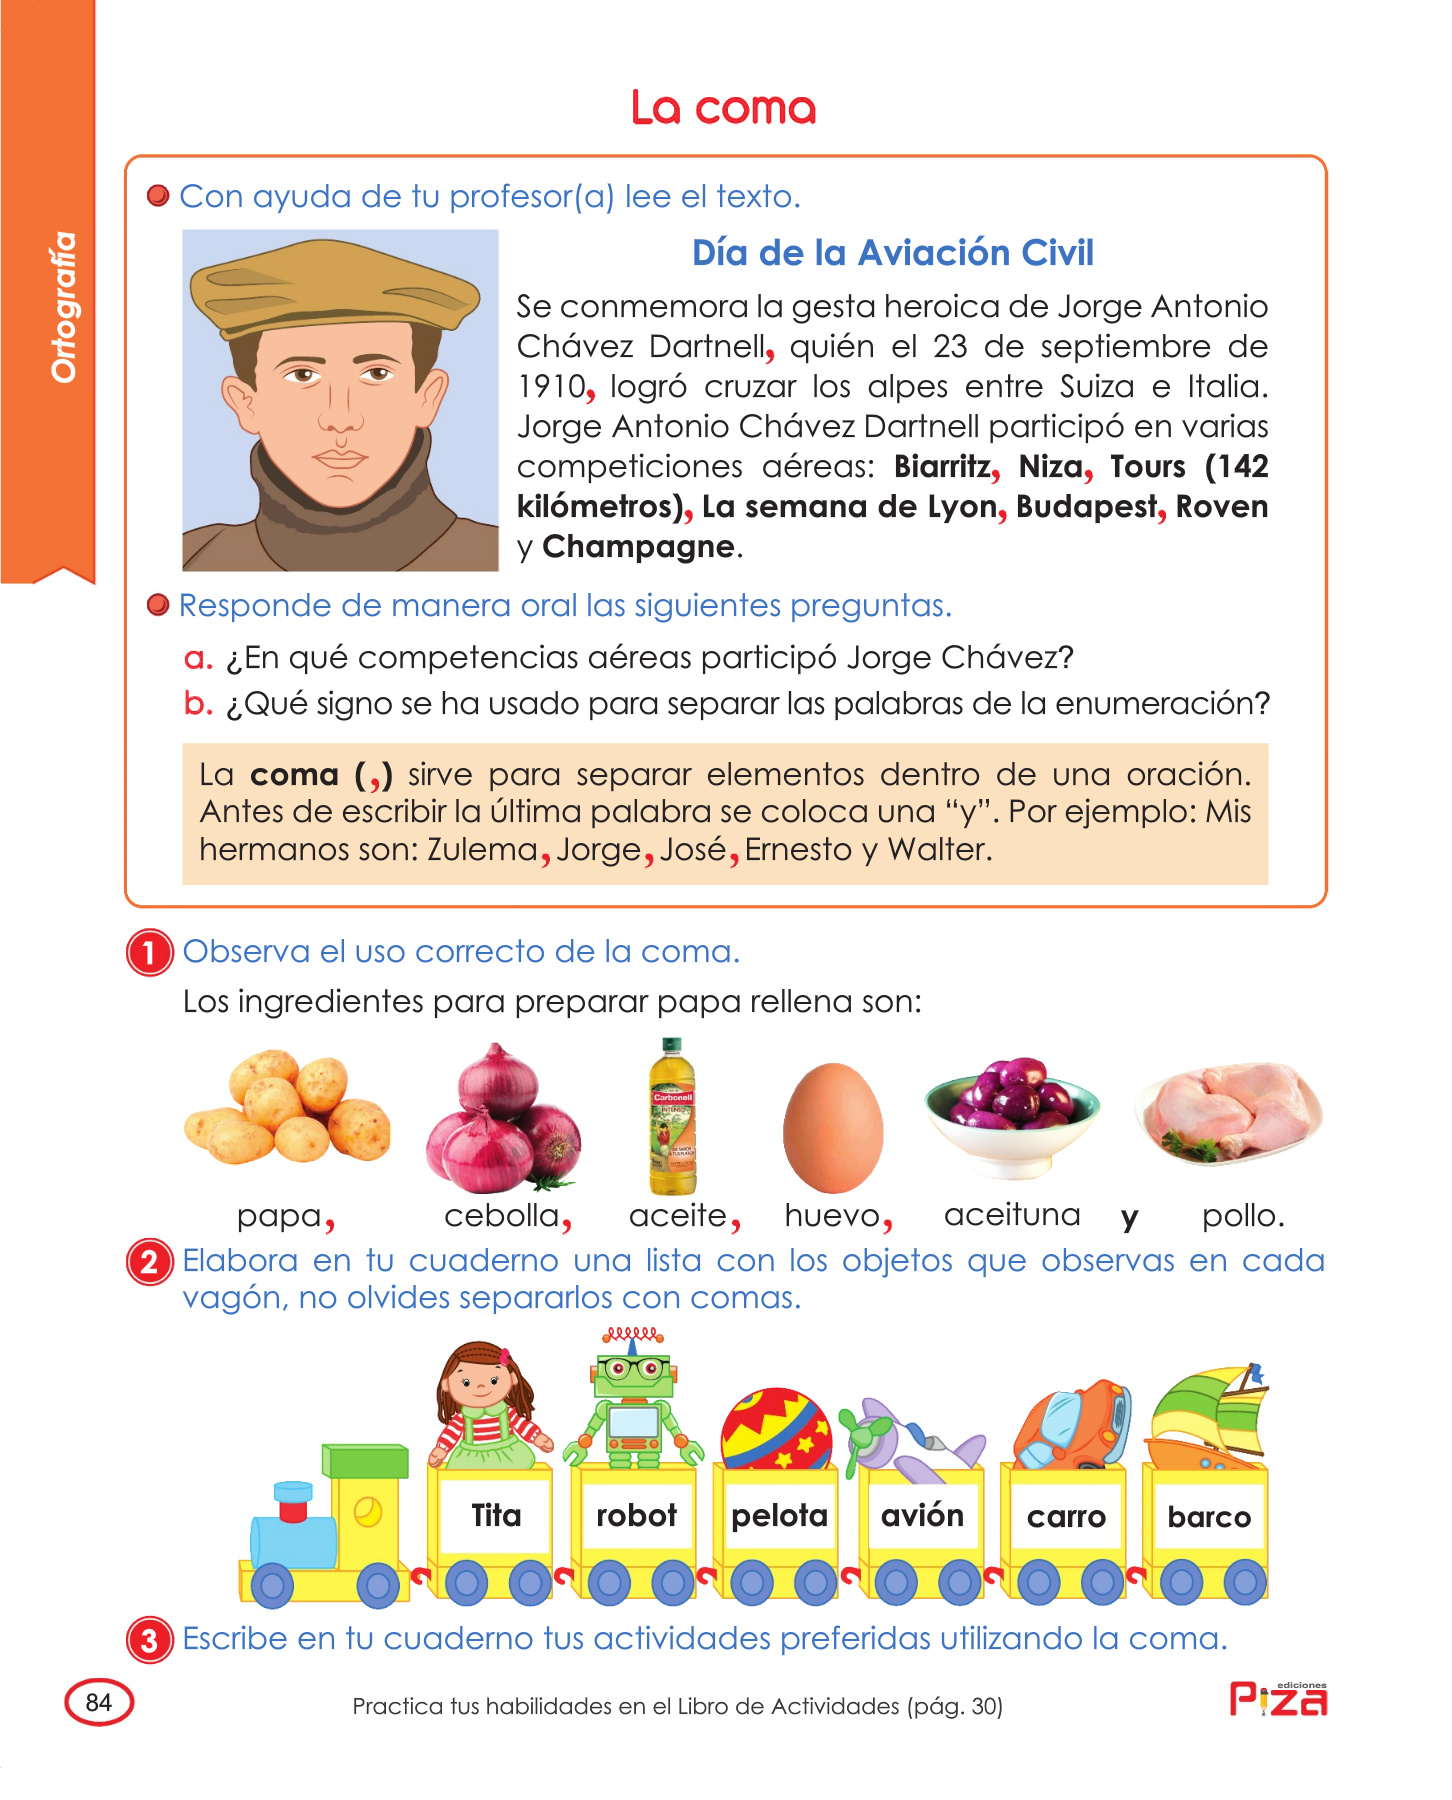 Ortografía
La coma
Con ayuda de tu profesor(a) lee el texto.
Día de la Aviación Civil
Se conmemora la gesta heroica de Jorge Antonio
Chávez Dartnell, quién el 23 de septiembre de
1910, logró cruzar los alpes entre Suiza e Italia.
Jorge Antonio Chávez Dartnell participó en varias
competiciones aéreas: Biarritz, Niza, Tours (142
kilómetros), La semana de Lyon, Budapest, Roven
y Champagne.
Responde de manera oral las siguientes preguntas.
a. ¿En qué competencias aéreas participó Jorge Chávez?
b. ¿Qué signo se ha usado para separar las palabras de la enumeración?
La coma (,) sirve para separar elementos dentro de una oración.
Antes de escribir la última palabra se coloca una “y”. Por ejemplo: Mis
hermanos son: Zulema, Jorge, José, Ernesto y Walter.
1 Observa el uso correcto de la coma.
Los ingredientes para preparar papa rellena son:
Carbonell
INTENSO
papa, cebolla, aceite, huevo, aceituna y pollo.
2 Elabora en tu cuaderno una lista con los objetos que observas en cada
vagón, no olvides separarlos con comas.
Tita robot pelota avión carro barco
3 Escribe en tu cuaderno tus actividades preferidas utilizando la coma.
84
Practica tus habilidades en el Libro de Actividades (pág. 30)
ediciones
Piza